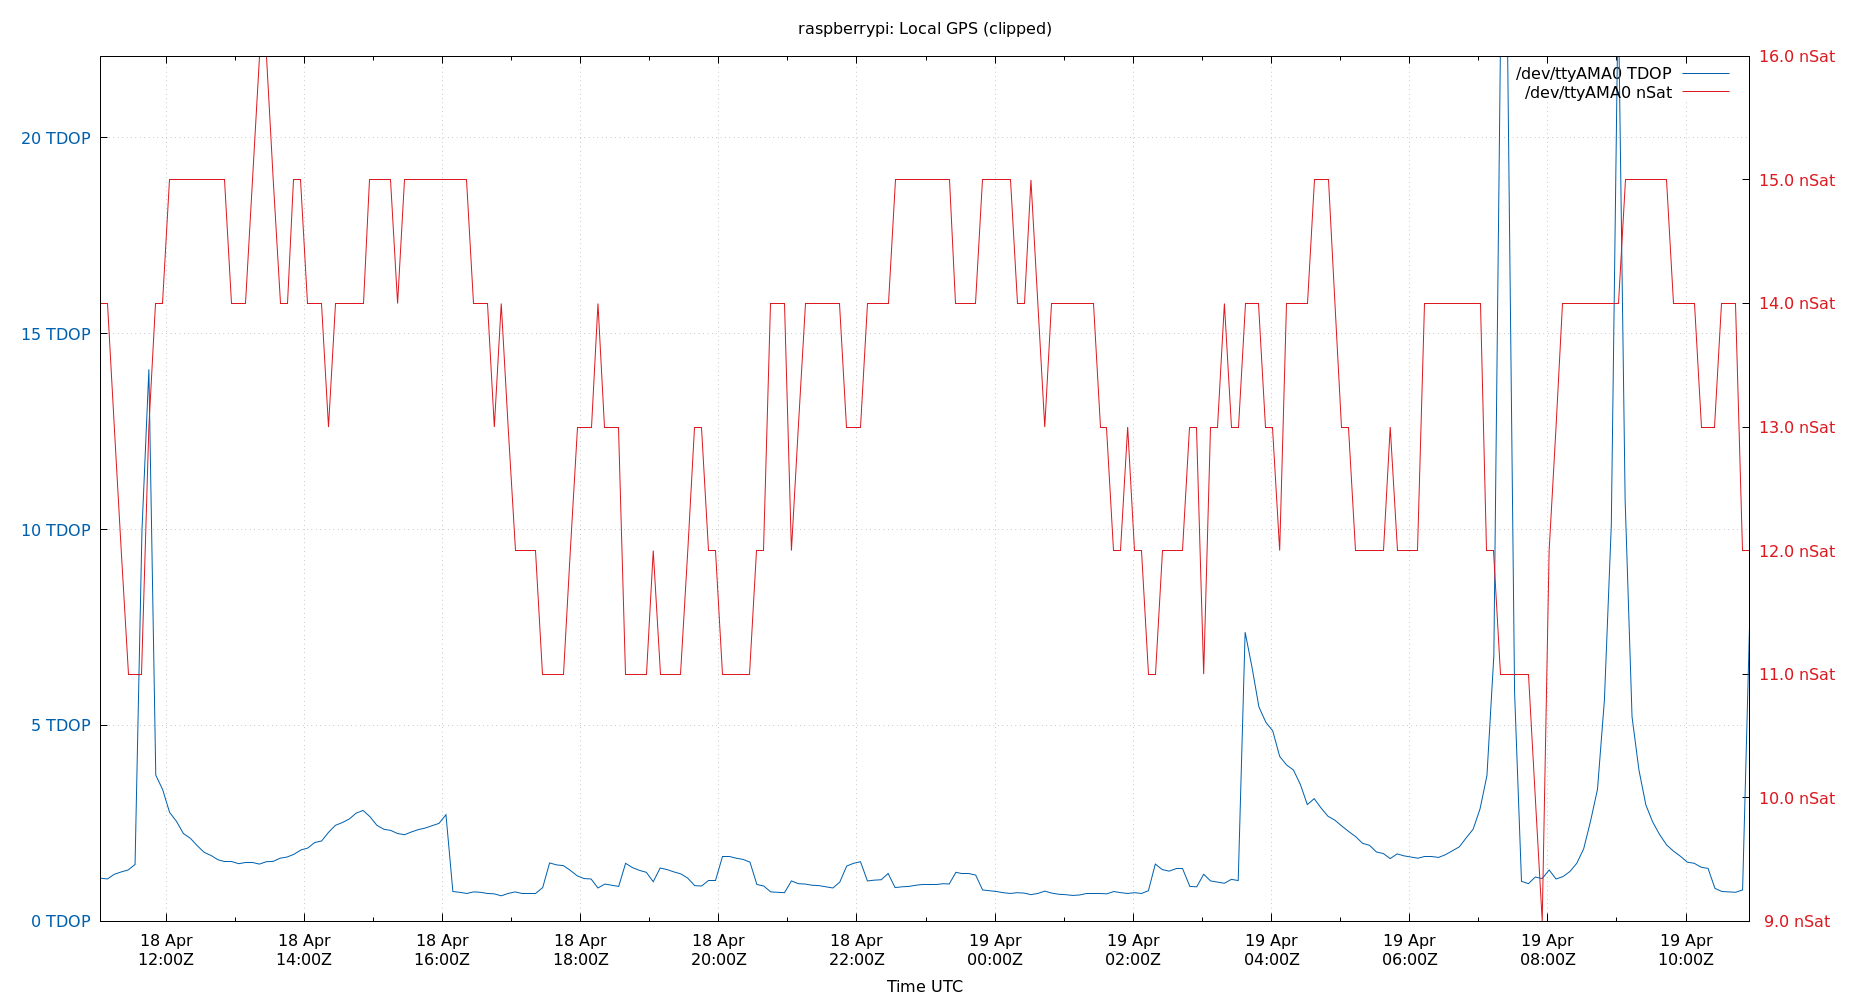 raspberrypi: Local GPS (clipped)
/dev/ttyAMA0 TDOP
/dev/ttyAMA0 nSat
20 TDOP
15 TDOP
10 TDOP
5 TDOP
0 TDOP
16.0 nSat
15.0 nSat
14.0 nSat
13.0 nSat
12.0 nSat
11.0 nSat
10.0 nSat
9.0 nSat
18 Apr
12:00Z
18 Apr
14:00Z
18 Apr
16:00Z
18 Apr
18:00Z
18 Apr
20:00Z
18 Apr
22:00Z
19 Apr
00:00Z
19 Apr
02:00Z
19 Apr
04:00Z
19 Apr
06:00Z
19 Apr
08:00Z
19 Apr
10:00Z
Time UTC